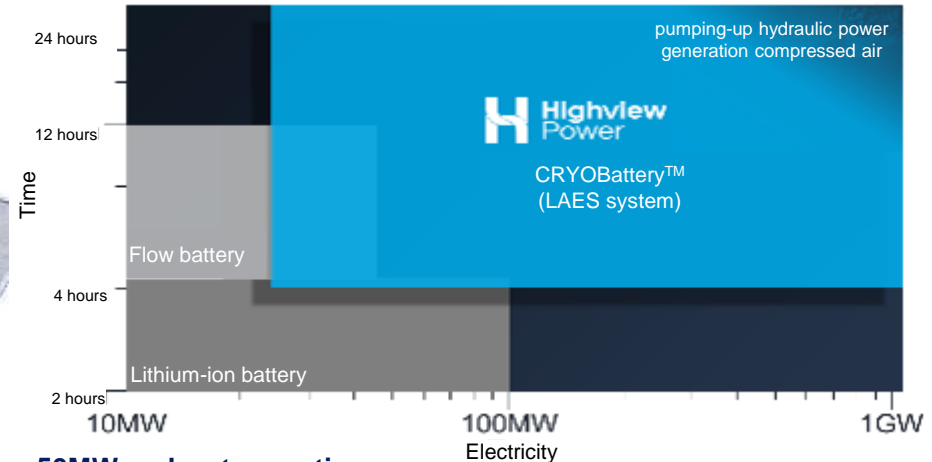 24 hours
pumping-up hydraulic power
generation compressed air
Highview
Power
12 hours
CRYOBattery™
(LAES system)
Time
Flow battery
4 hours
Lithium-ion battery
2 hours
10MW
100MW
1GW
Electricity